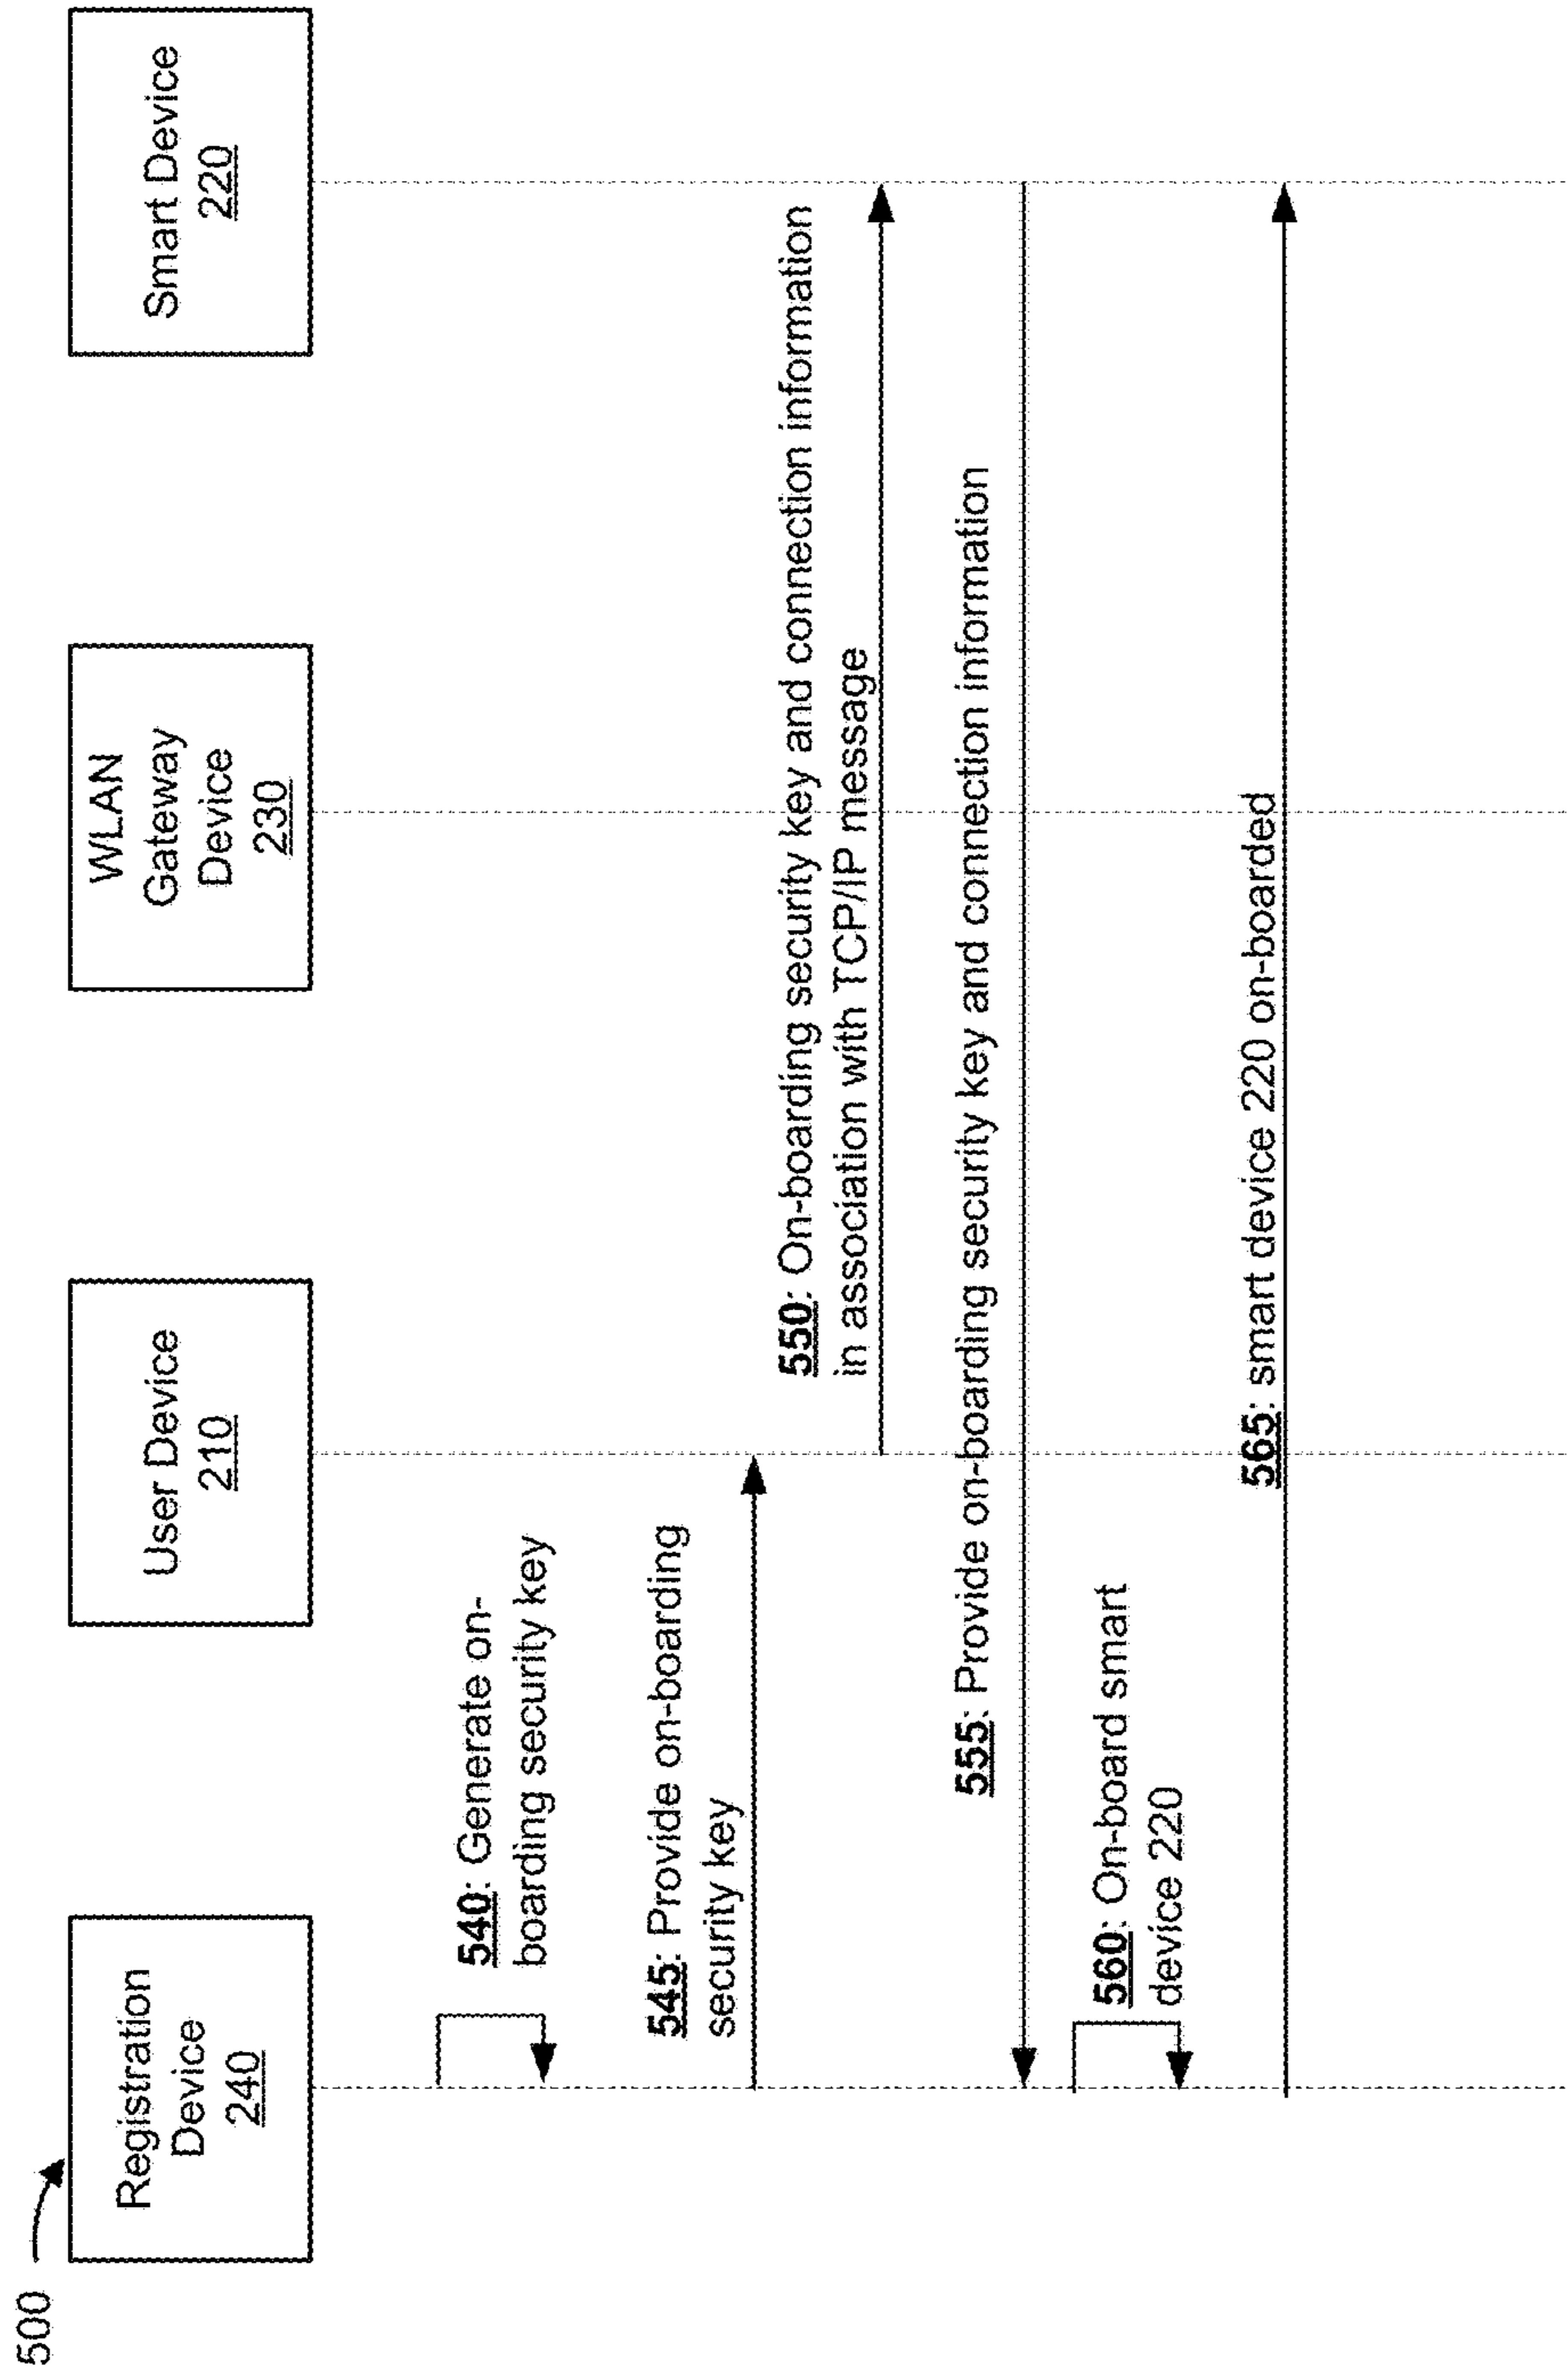 500
Registration
Device
240
User Device
210
WLAN
Gateway
Device
230
Smart Device
220
540: Generate on-
boarding security key
545: Provide on-boarding
security key
550: On-boarding security key and connection information
in association with TCP/IP message
555: Provide on-boarding security key and connection information
560: On-board smart
device 220
565: smart device 220 on-boarded